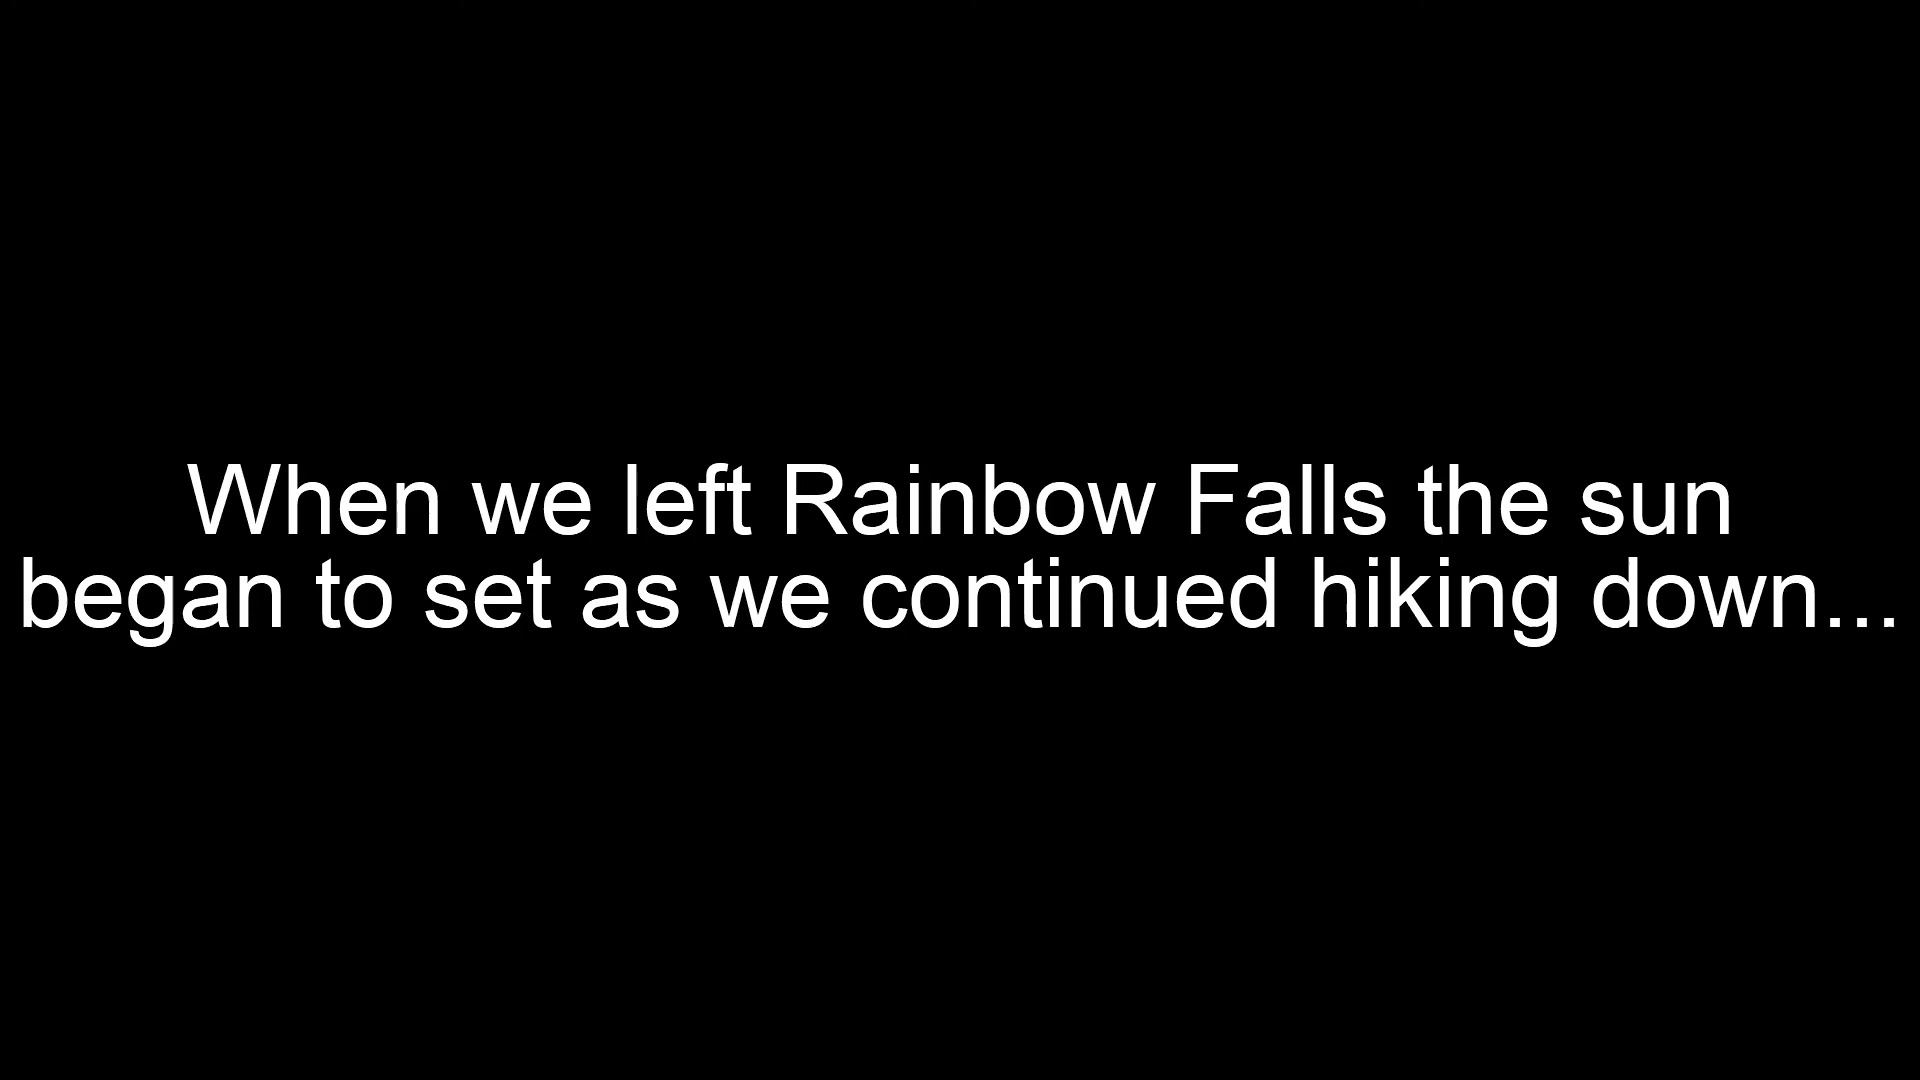 When we left Rainbow Falls the sun
began to set as we continued hiking down...